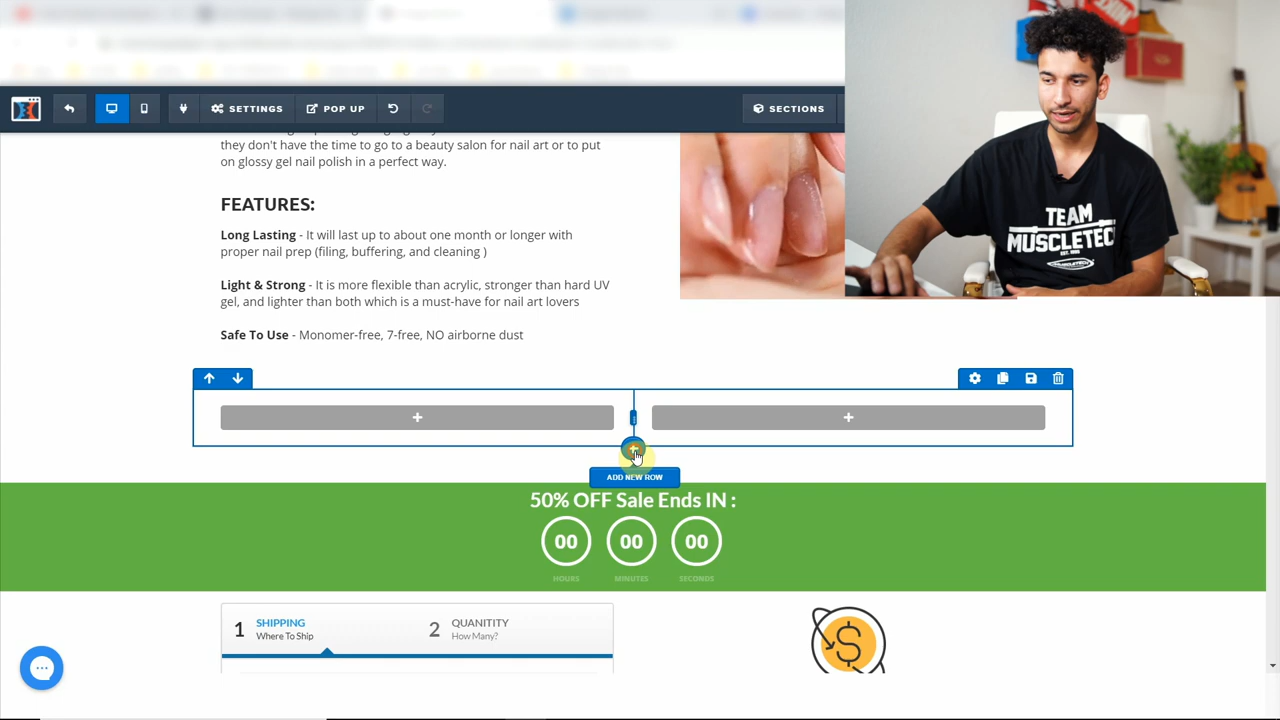 SETTINGS
POP UP
SECTIONS
they don't have the time to go to a beauty salon for nail art or to put
on glossy gel nail polish in a perfect way.
FEATURES:
Long Lasting - It will last up to about one month or longer with
proper nail prep (filing, buffering, and cleaning )
Light & Strong - It is more flexible than acrylic, stronger than hard UV
gel, and lighter than both which is a must-have for nail art lovers
Safe To Use - Monomer-free, 7-free, NO airborne dust
TEAM
MUSCLETECH
MUSCLETECH
ADD NEW ROW
50% OFF Sale Ends IN :
00 00 00
HOURS MINUTES SECONDS
1 SHIPPING
Where To Ship
2 QUANITITY
How Many?
$